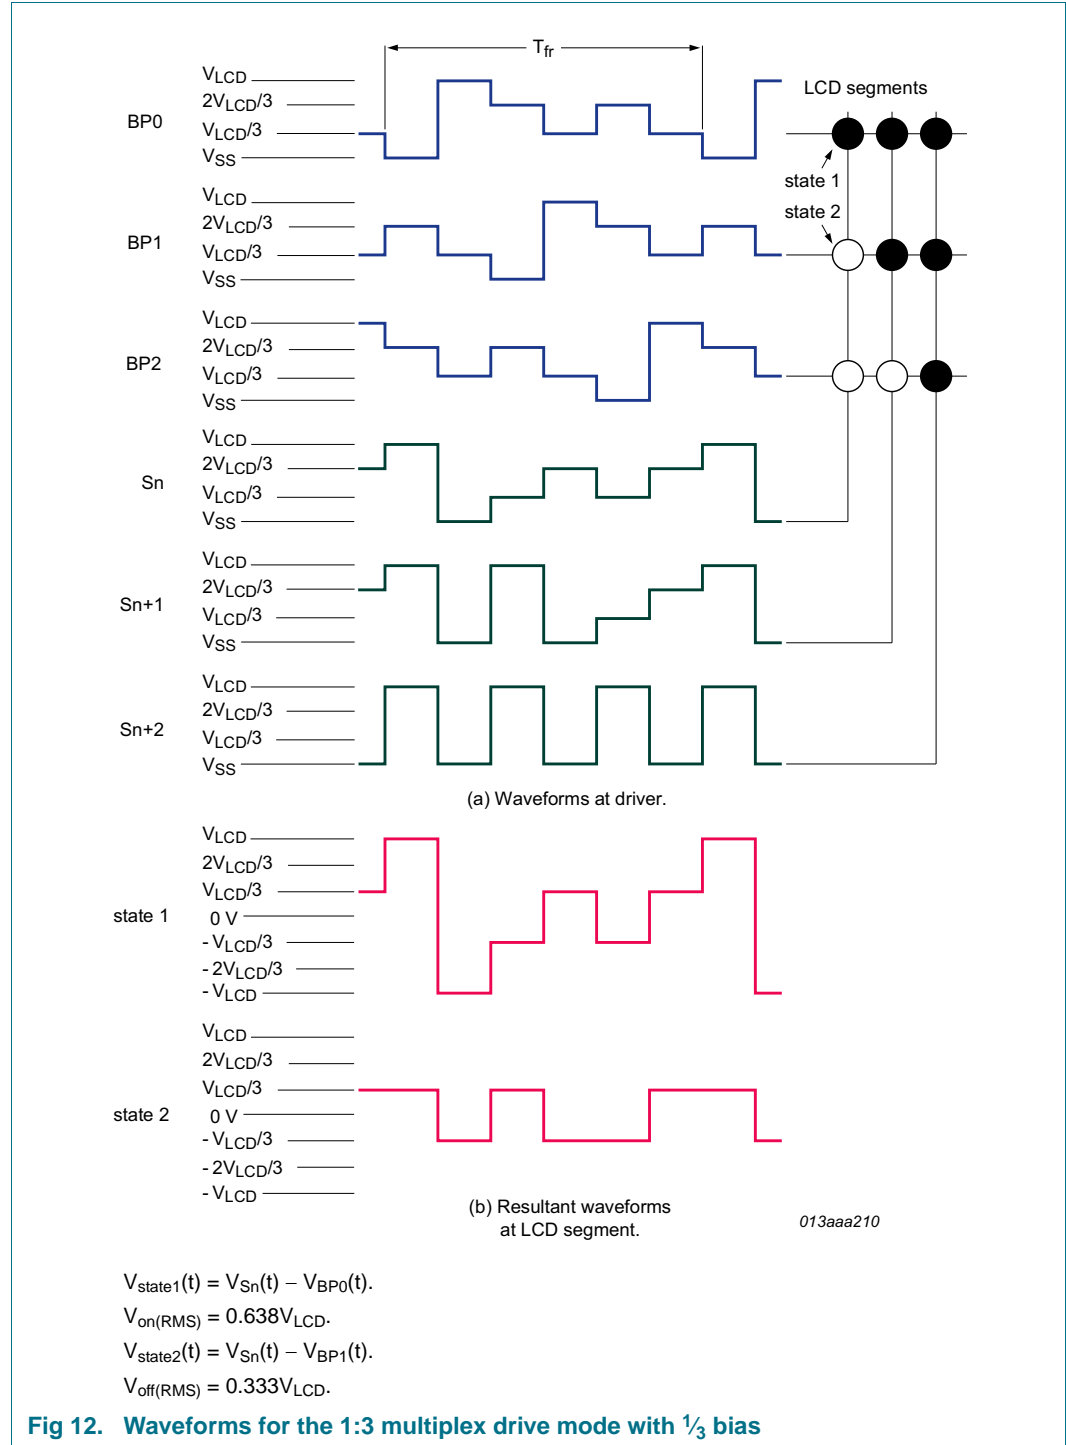 Tfr
VLCD
2VLCD/3
BP0
VLCD/3
VSS
LCD segments
state 1
state 2
VLCD
2VLCD/3
BP1
VLCD/3
VSS
VLCD
2VLCD/3
BP2
VLCD/3
VSS
VLCD
2VLCD/3
Sn
VLCD/3
VSS
VLCD
2VLCD/3
Sn+1
VLCD/3
VSS
VLCD
2VLCD/3
Sn+2
VLCD/3
VSS
(a) Waveforms at driver.
VLCD
2VLCD/3
VLCD/3
state 1
0 V
- VLCD/3
- 2VLCD/3
- VLCD
VLCD
2VLCD/3
VLCD/3
state 2
0 V
- VLCD/3
- 2VLCD/3
- VLCD
(b) Resultant waveforms
at LCD segment.
013aaa210
Vstate1(t) = VSn(t) − VBP0(t).
Von(RMS) = 0.638VLCD.
Vstate2(t) = VSn(t) − VBP1(t).
Voff(RMS) = 0.333VLCD.
Fig 12. Waveforms for the 1:3 multiplex drive mode with 1⁄3 bias